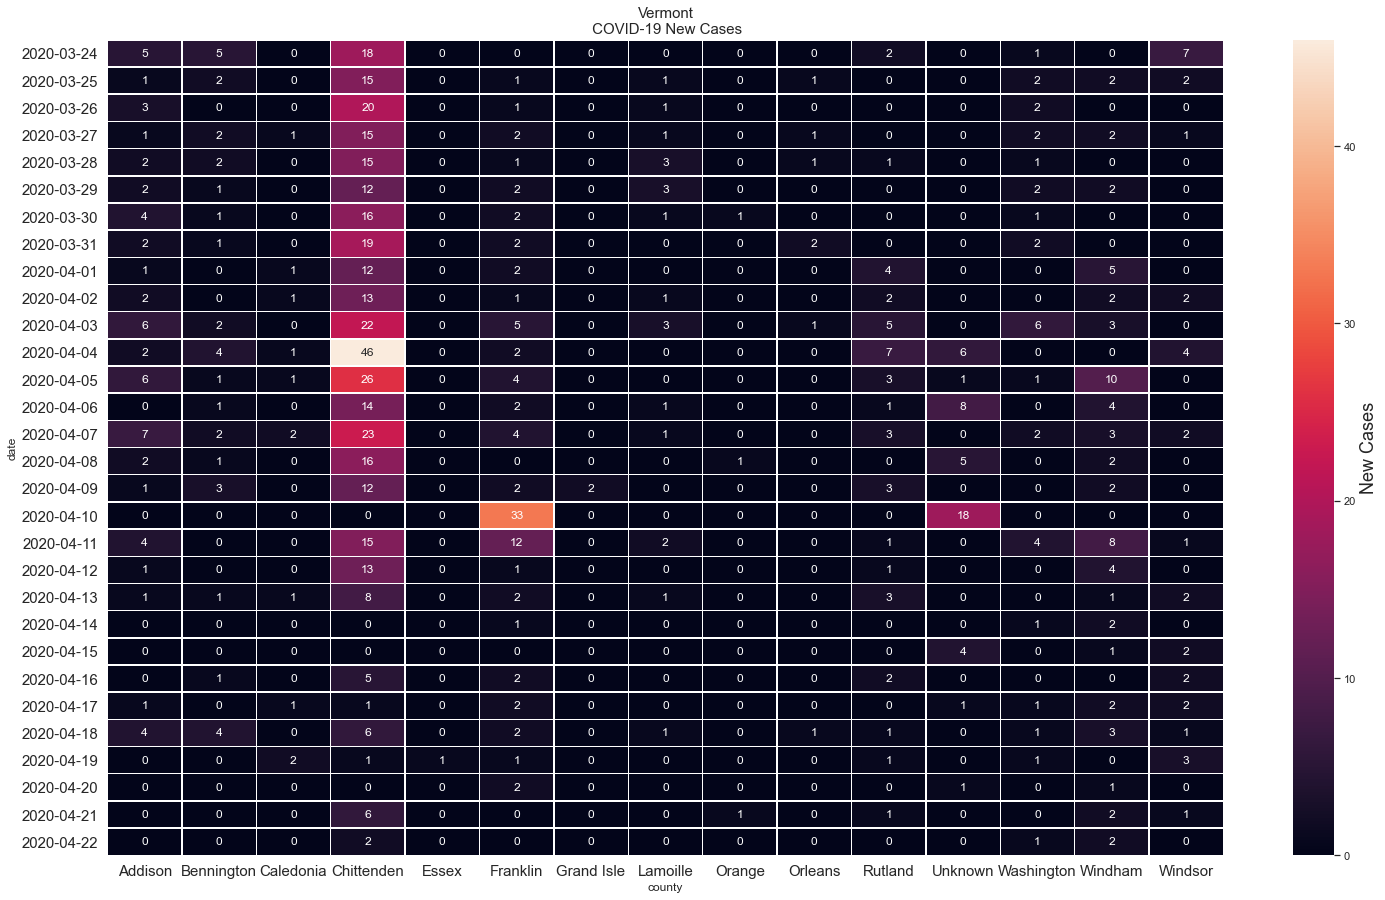 Vermont
COVID-19 New Cases
2020-03-24 5 5 0 18 0 0 0 0 0 0 2 0 1 0 7
2020-03-25 1 2 0 15 0 1 0 1 0 1 0 0 2 2 2
2020-03-26 3 0 0 20 0 1 0 1 0 0 0 0 2 0 0
2020-03-27 1 2 1 15 0 2 0 1 0 1 0 0 2 2 1
2020-03-28 2 2 0 15 0 1 0 3 0 1 1 0 1 0 0
2020-03-29 2 1 0 12 0 2 0 3 0 0 0 0 2 2 0
2020-03-30 4 1 0 16 0 2 0 1 1 0 0 0 1 0 0
2020-03-31 2 1 0 19 0 2 0 0 0 2 0 0 2 0 0
2020-04-01 1 0 1 12 0 2 0 0 0 0 4 0 0 5 0
2020-04-02 2 0 1 13 0 1 0 1 0 0 2 0 0 2 2
2020-04-03 6 2 0 22 0 5 0 3 0 1 5 0 6 3 0
2020-04-04 2 4 1 46 0 2 0 0 0 0 7 6 0 0 4
2020-04-05 6 1 1 26 0 4 0 0 0 0 3 1 1 10 0
2020-04-06 0 1 0 14 0 2 0 1 0 0 1 8 0 4 0
2020-04-07 7 2 2 23 0 4 0 1 0 0 3 0 2 3 2
2020-04-08 2 1 0 16 0 0 0 0 1 0 0 5 0 2 0
2020-04-09 1 3 0 12 0 2 2 0 0 0 3 0 0 2 0
2020-04-10 0 0 0 0 0 33 0 0 0 0 0 18 0 0 0
2020-04-11 4 0 0 15 0 12 0 2 0 0 1 0 4 8 1
2020-04-12 1 0 0 13 0 1 0 0 0 0 1 0 0 4 0
2020-04-13 1 1 1 8 0 2 0 1 0 0 3 0 0 1 2
2020-04-14 0 0 0 0 0 1 0 0 0 0 0 0 1 2 0
2020-04-15 0 0 0 0 0 0 0 0 0 0 0 4 0 1 2
2020-04-16 0 1 0 5 0 2 0 0 0 0 2 0 0 0 2
2020-04-17 1 0 1 1 0 2 0 0 0 0 0 1 1 2 2
2020-04-18 4 4 0 6 0 2 0 1 0 1 1 0 1 3 1
2020-04-19 0 0 2 1 1 1 0 0 0 0 1 0 1 0 3
2020-04-20 0 0 0 0 0 2 0 0 0 0 0 1 0 1 0
2020-04-21 0 0 0 6 0 0 0 0 1 0 1 0 0 2 1
2020-04-22 0 0 0 2 0 0 0 0 0 0 0 0 1 2 0
Addison Bennington Caledonia Chittenden Essex Franklin Grand Isle Lamoille Orange Orleans Rutland Unknown Washington Windham Windsor
county
date
40
30
20
10
0
New Cases